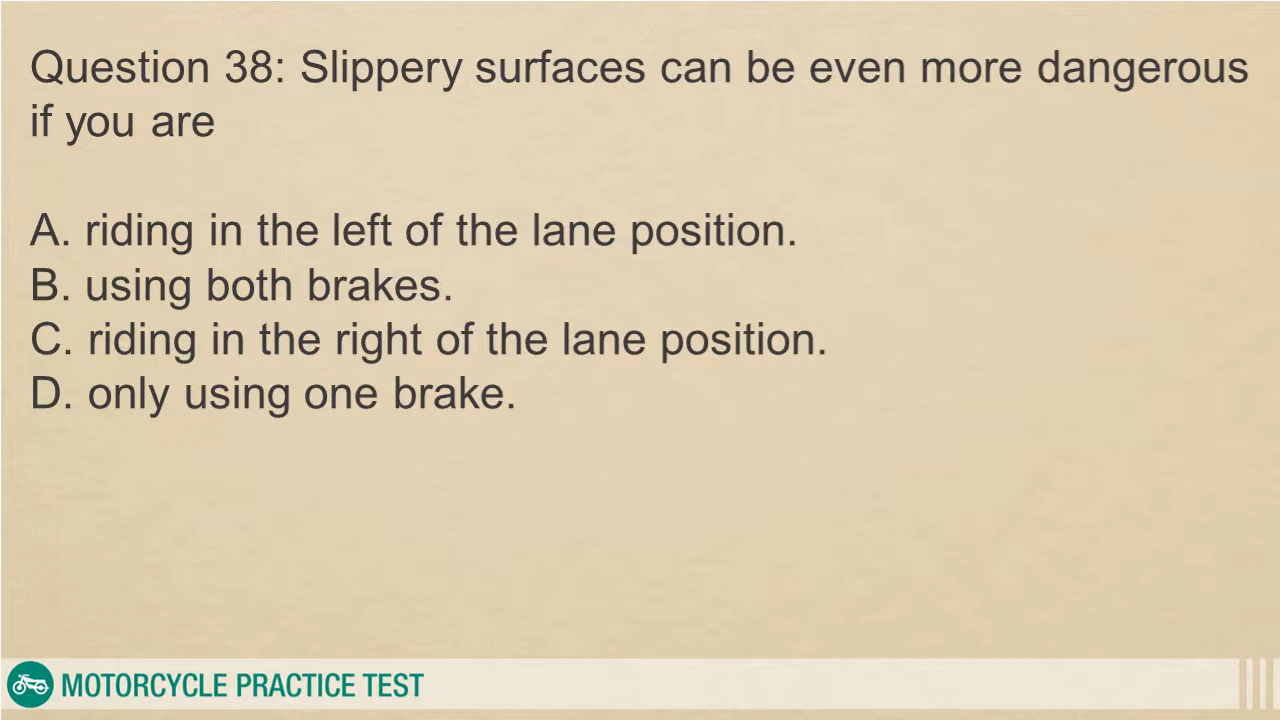 Question 38: Slippery surfaces can be even more dangerous
if you are
A. riding in the left of the lane position.
B. using both brakes.
C. riding in the right of the lane position.
D. only using one brake.
MOTORCYCLE PRACTICE TEST